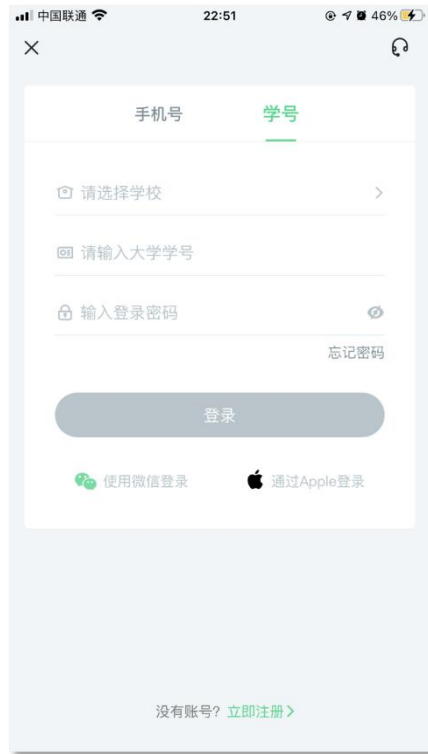 中国联通 22:51 46%
手机号 学号
请选择学校
请输入大学学号
输入登录密码
忘记密码
登录
使用微信登录 通过Apple登录
没有账号? 立即注册